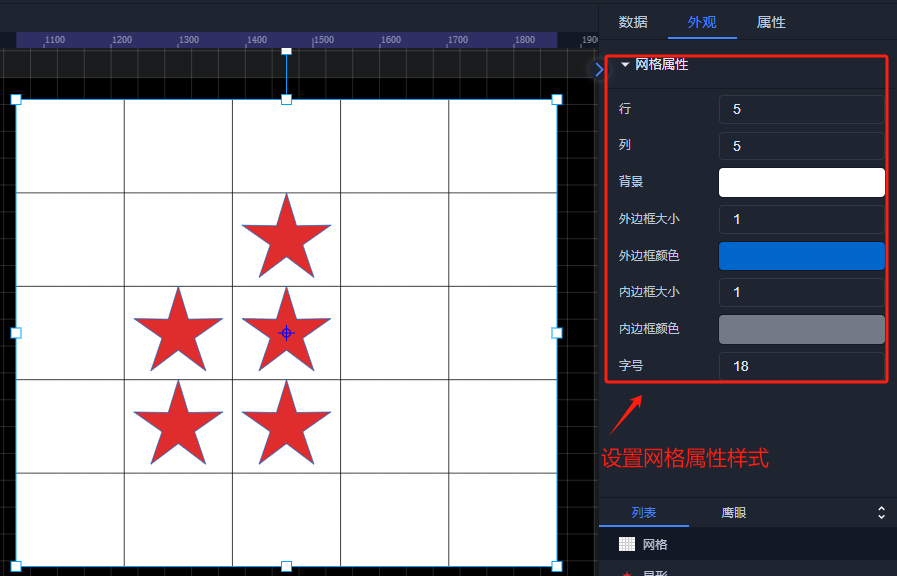 数据 外观 属性
1100 1200 1300 1400 1500 1600 1700 1800 1900
网格属性
行 5
列 5
背景
外边框大小 1
外边框颜色
内边框大小 1
内边框颜色
字号 18
设置网格属性样式
列表 鹰眼
网格